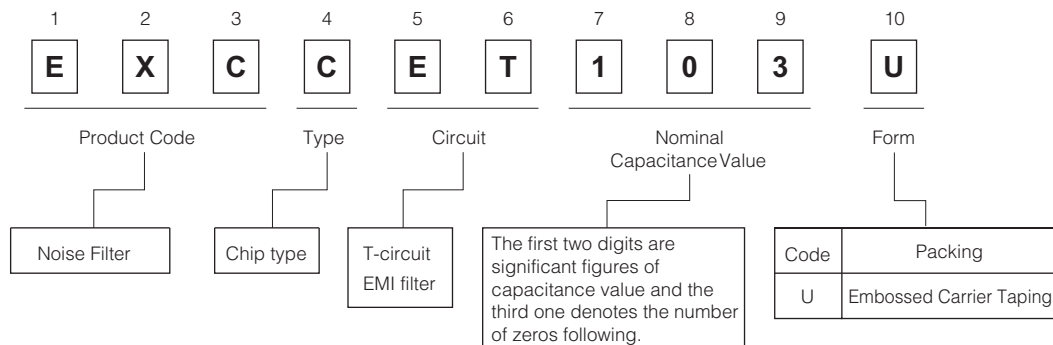 1 2 3 4 5 6 7 8 9 10
E X C C E T 1 0 3 U
Product Code Type Circuit Nominal Capacitance Value Form
Noise Filter
Chip type
T-circuit
EMI filter
The first two digits are
significant figures of
capacitance value and the
third one denotes the number
of zeros following.
Code Packing
U Embossed Carrier Taping